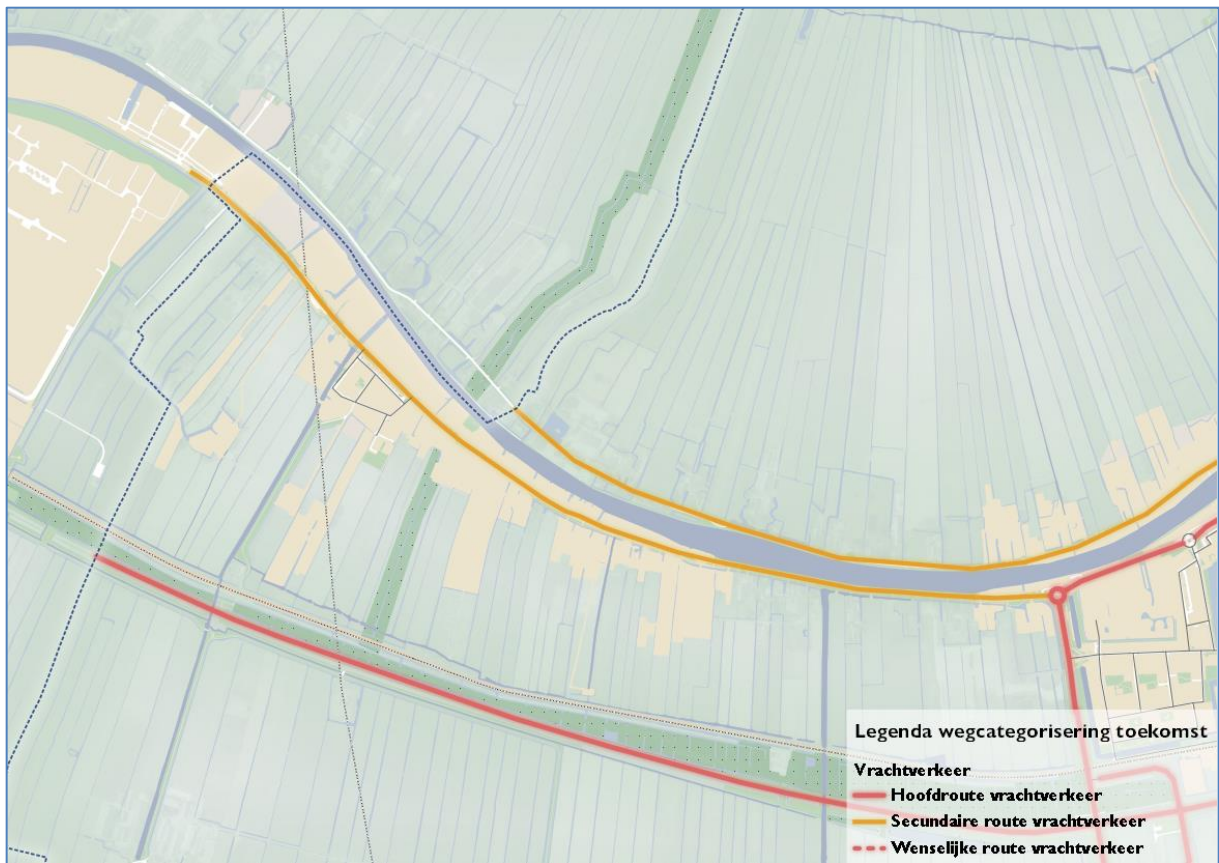 Legenda wegcategorisering toekomst
Vrachtverkeer
Hoofdroute vrachtverkeer
Secundaire route vrachtverkeer
Wenselijke route vrachtverkeer